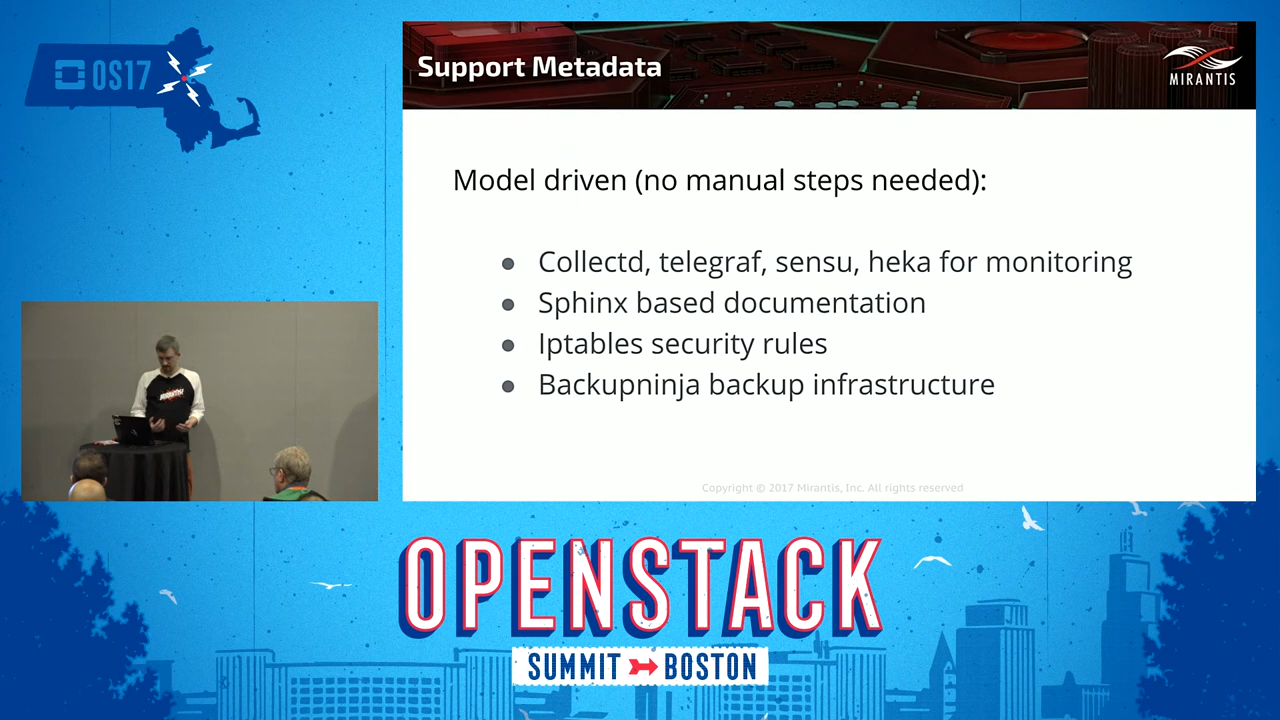 OS17
Support Metadata
MIRANTIS
Model driven (no manual steps needed):
● Collectd, telegraf, sensu, heka for monitoring
● Sphinx based documentation
● Iptables security rules
● Backupninja backup infrastructure
Copyright © 2017 Mirantis, Inc. All rights reserved
OPENSTACK
SUMMIT BOSTON